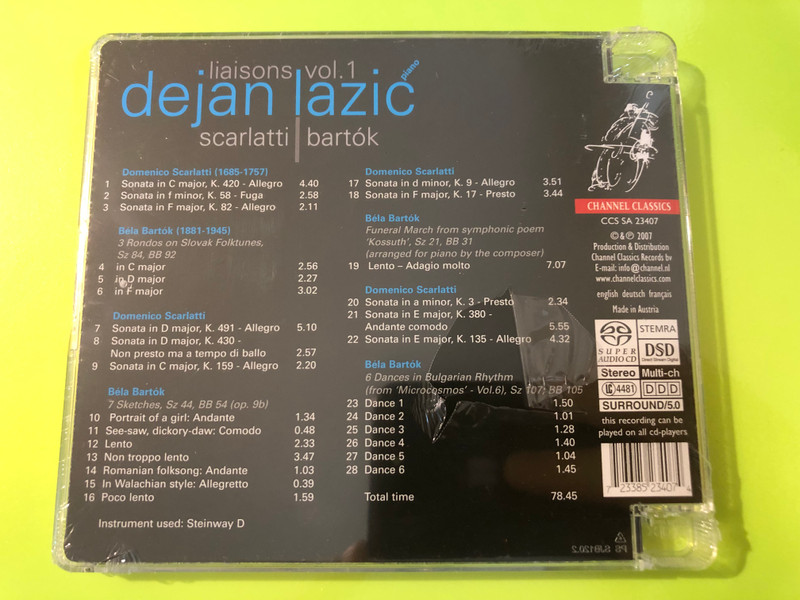 liaisons vol.1
dejan lazić
piano
scarlatti | bartók
Domenico Scarlatti (1685-1757)
1 Sonata in C major, K. 420 - Allegro 4.40
2 Sonata in f minor, K. 58 - Fuga 2.58
3 Sonata in F major, K. 82 - Allegro 2.11
Béla Bartók (1881-1945)
3 Rondos on Slovak Folktunes,
Sz 84, BB 92
4 in C major 2.56
5 in D major 2.27
6 in F major 3.02
Domenico Scarlatti
7 Sonata in D major, K. 491 - Allegro 5.10
8 Sonata in D major, K. 430 -
Non presto ma a tempo di ballo 2.57
9 Sonata in C major, K. 159 - Allegro 2.20
Béla Bartók
7 Sketches, Sz 44, BB 54 (op. 9b)
10 Portrait of a girl: Andante 1.34
11 See-saw, dickory-daw: Comodo 0.48
12 Lento 2.33
13 Non troppo lento 3.47
14 Romanian folksong: Andante 1.03
15 In Walachian style: Allegretto 0.39
16 Poco lento 1.59
Instrument used: Steinway D
Domenico Scarlatti
17 Sonata in d minor, K. 9 - Allegro 3.51
18 Sonata in F major, K. 17 - Presto 3.44
Béla Bartók
Funeral March from symphonic poem
'Kossuth', Sz 21, BB 31
(arranged for piano by the composer)
19 Lento – Adagio molto 7.07
Domenico Scarlatti
20 Sonata in a minor, K. 3 - Presto 2.34
21 Sonata in E major, K. 380 -
Andante comodo 5.55
22 Sonata in E major, K. 135 - Allegro 4.32
Béla Bartók
6 Dances in Bulgarian Rhythm
(from 'Microcosmos' - Vol.6), Sz 107, BB 105
23 Dance 1 1.50
24 Dance 2 1.01
25 Dance 3 1.28
26 Dance 4 1.40
27 Dance 5 1.04
28 Dance 6 1.45
Total time 78.45
CHANNEL CLASSICS
CCS SA 23407
© & ℗ 2007
Production & Distribution
Channel Classics Records bv
E-mail: info@channel.nl
www.channelclassics.com
english deutsch français
Made in Austria
SUPER AUDIO CD
STEMRA
DSD
Direct Stream Digital
Stereo Multi-ch
LC 4481 DDD
SURROUND/5.0
this recording can be
played on all cd-players
7 23385 23407 4